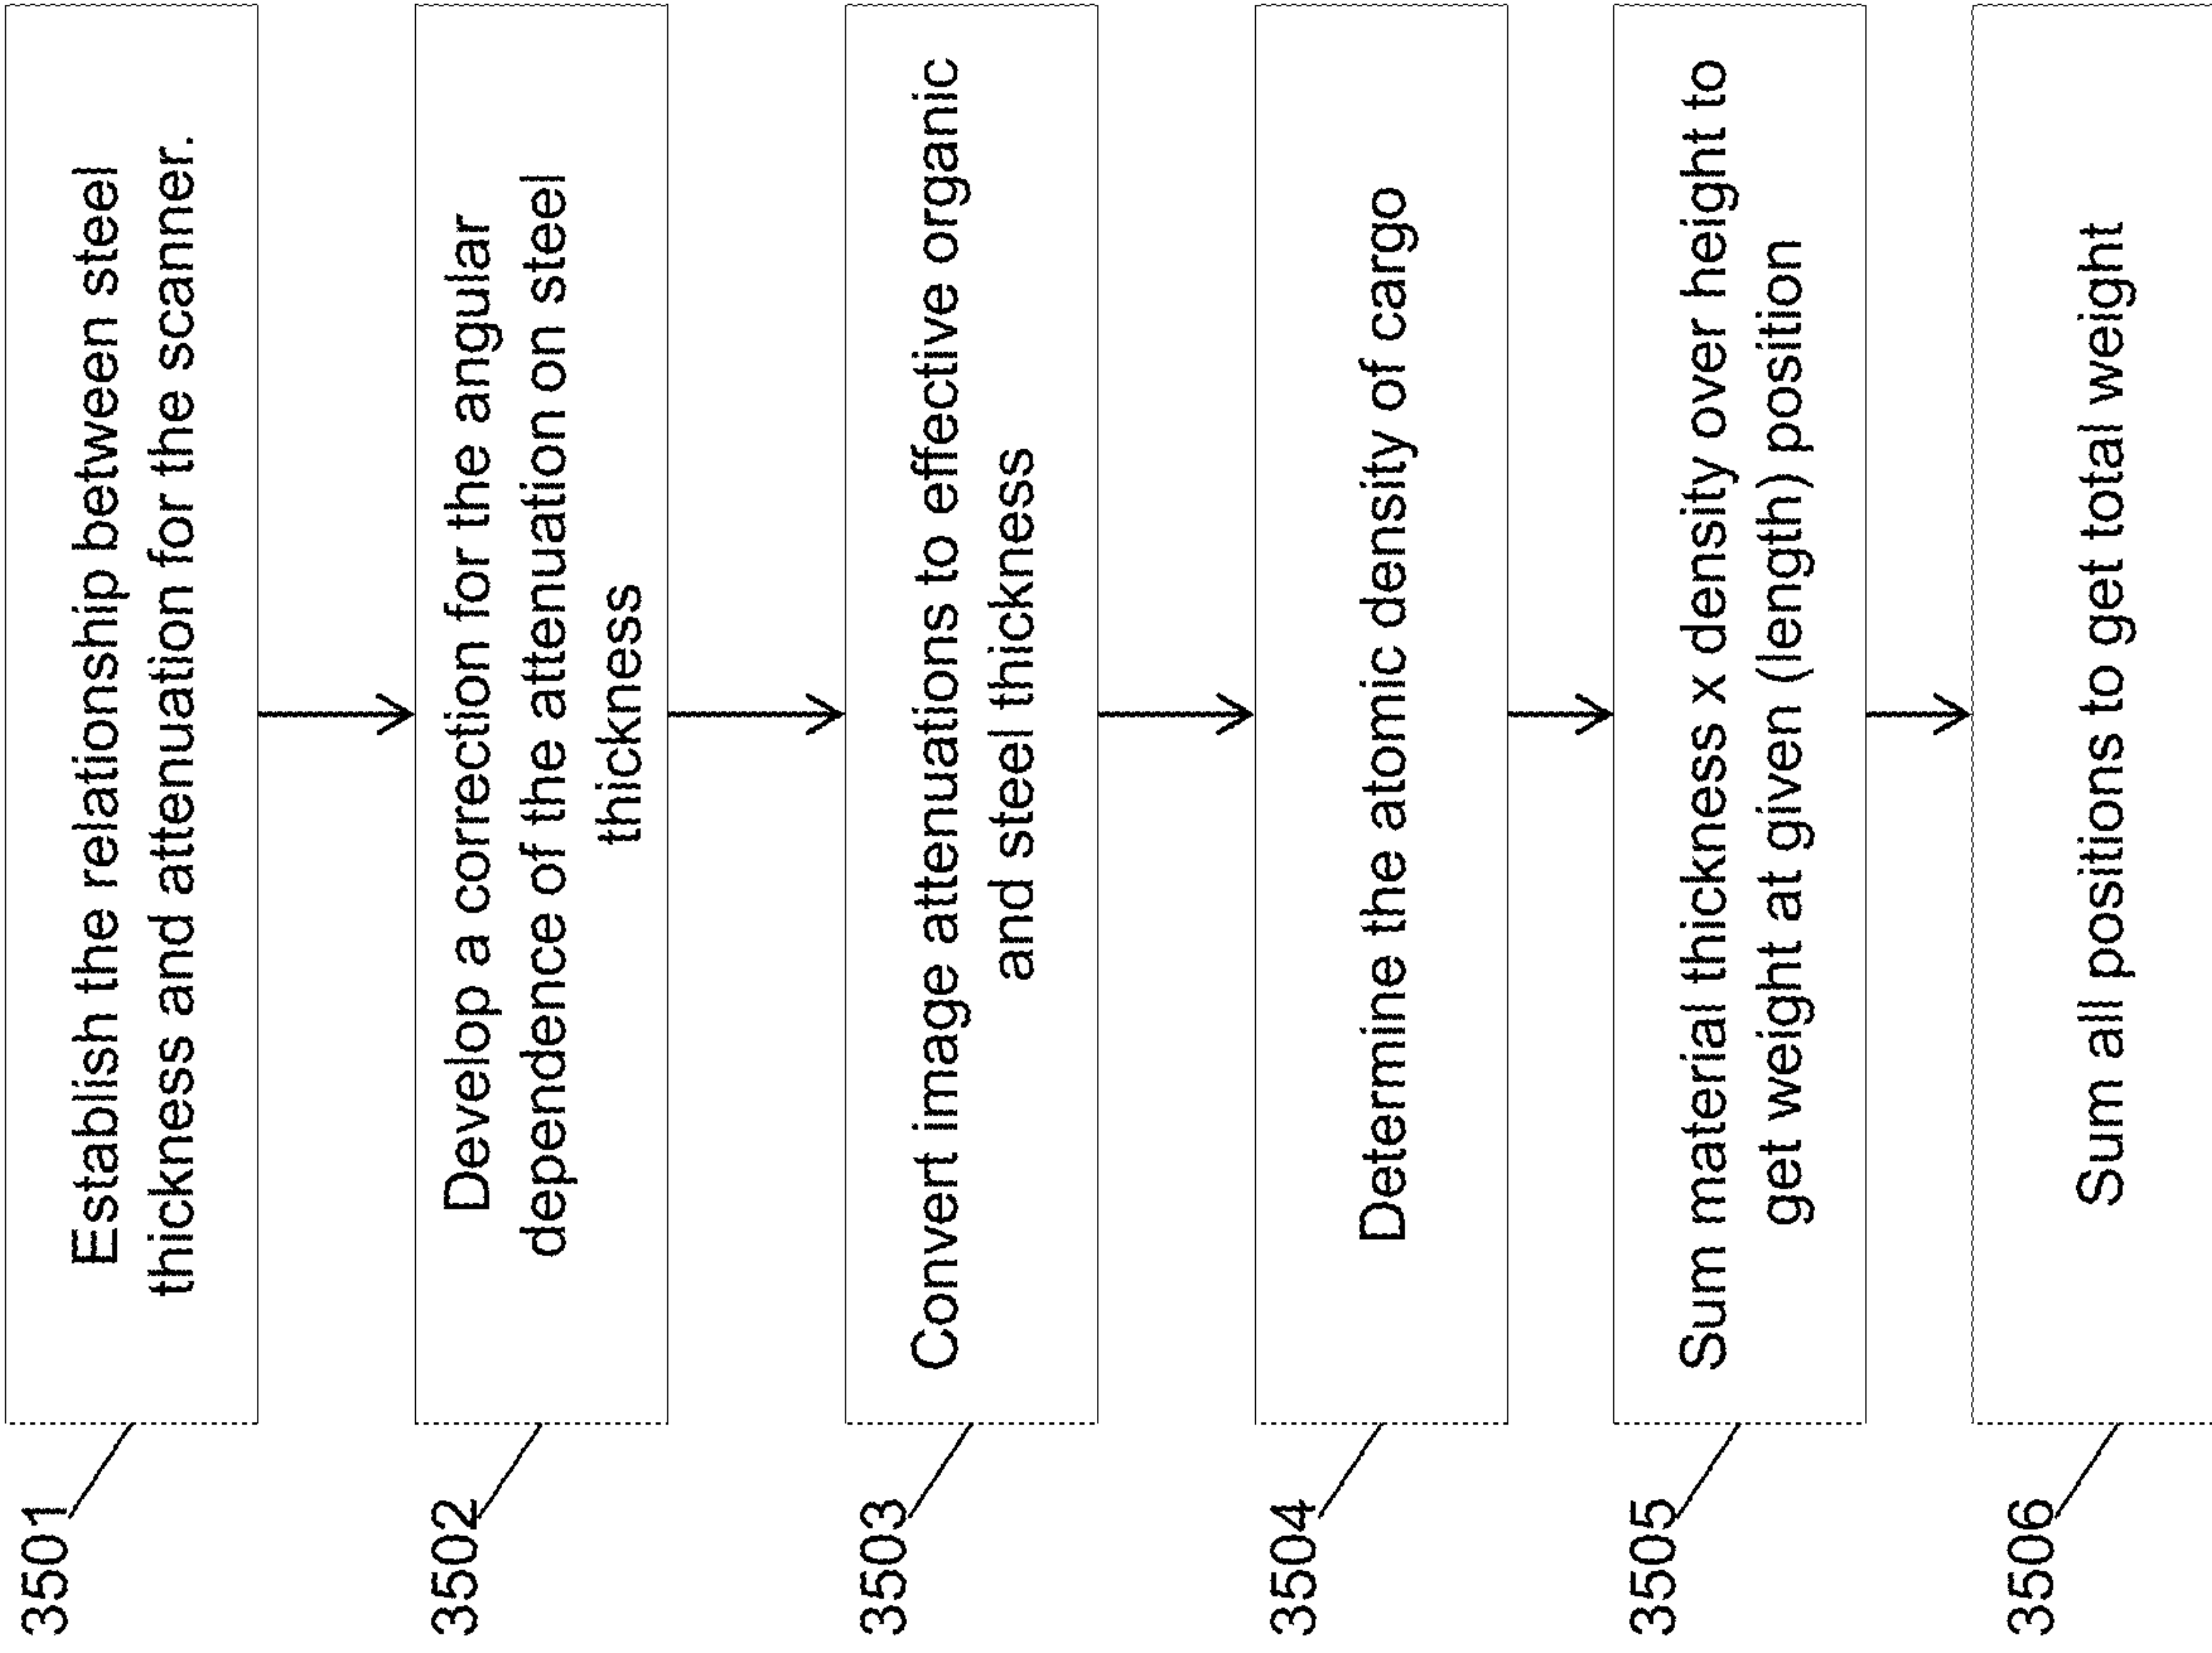 3501
Establish the relationship between steel
thickness and attenuation for the scanner.
3502
Develop a correction for the angular
dependence of the attenuation on steel
thickness
3503
Convert image attenuations to effective organic
and steel thickness
3504
Determine the atomic density of cargo
3505
Sum material thickness x density over height to
get weight at given (length) position
3506
Sum all positions to get total weight